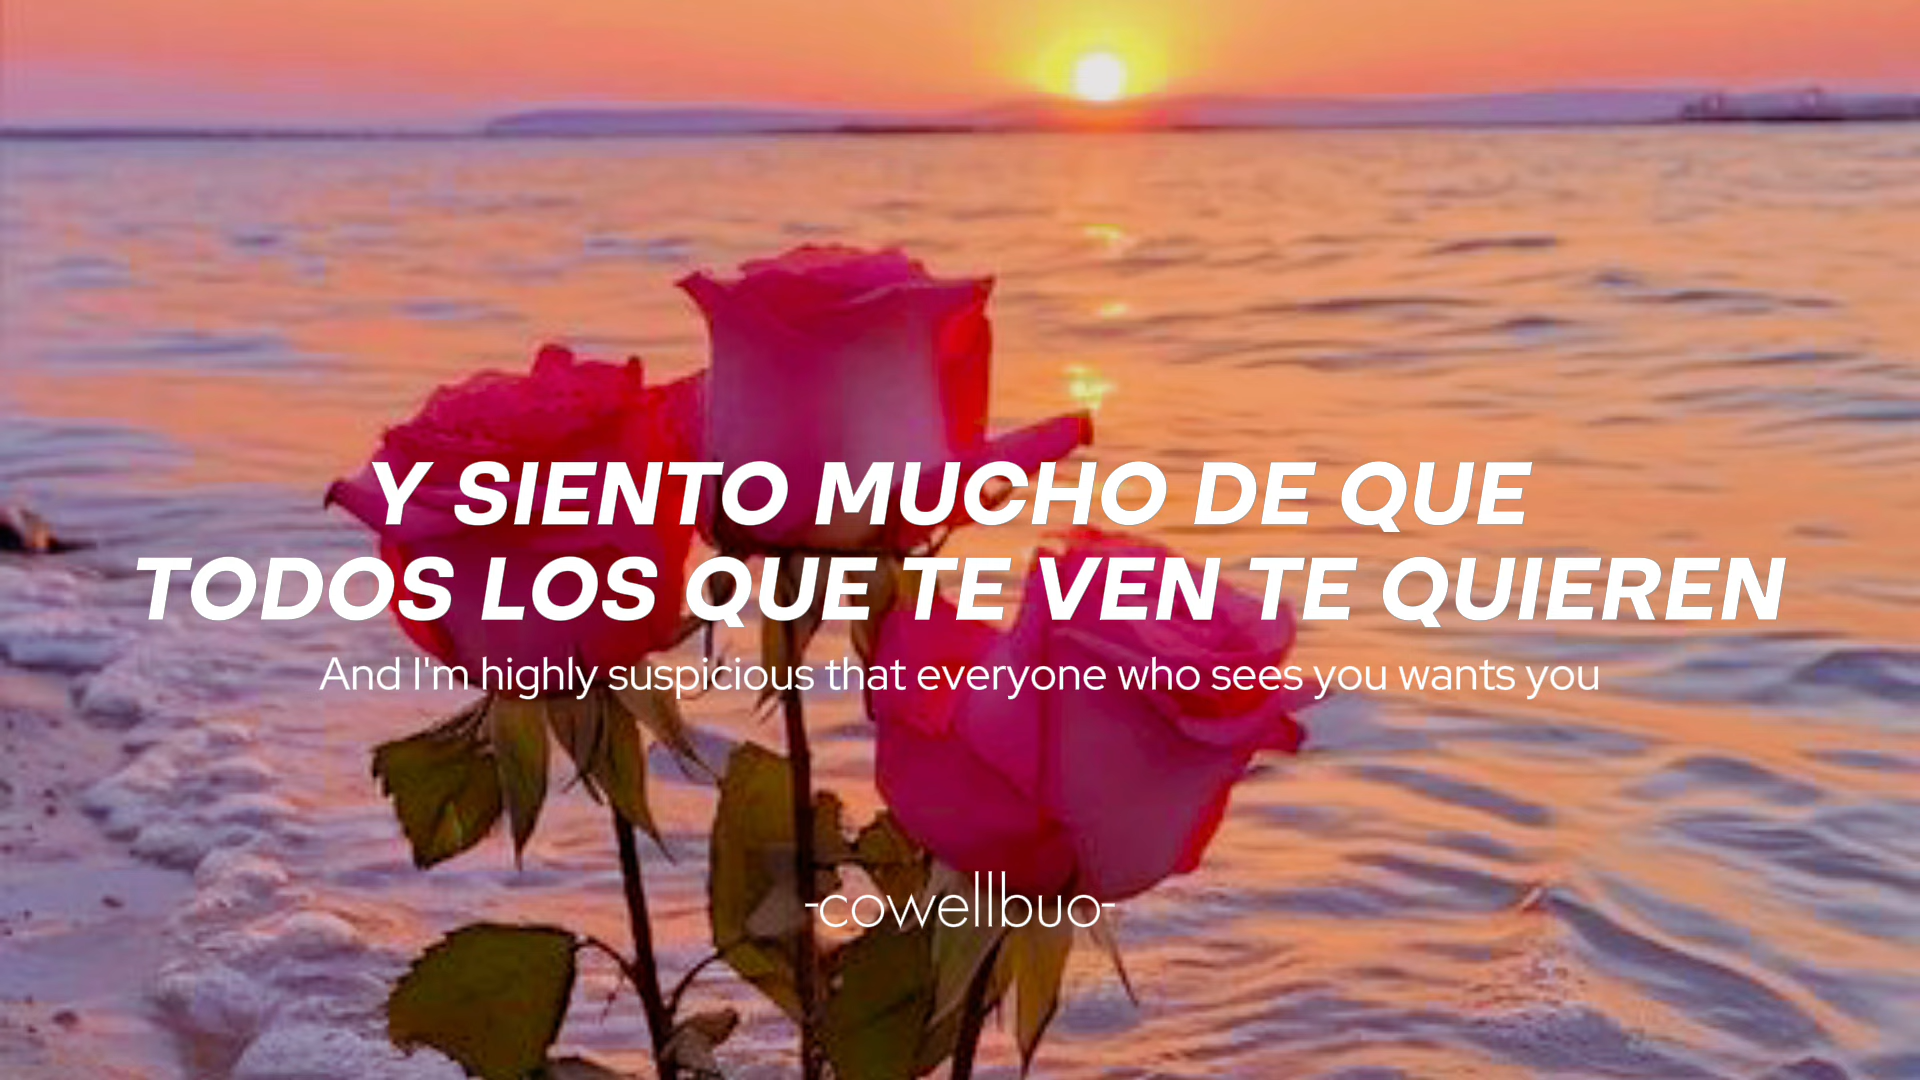 Y SIENTO MUCHO DE QUE
TODOS LOS QUE TE VEN TE QUIEREN
And I'm highly suspicious that everyone who sees you wants you
-cowellbuo-